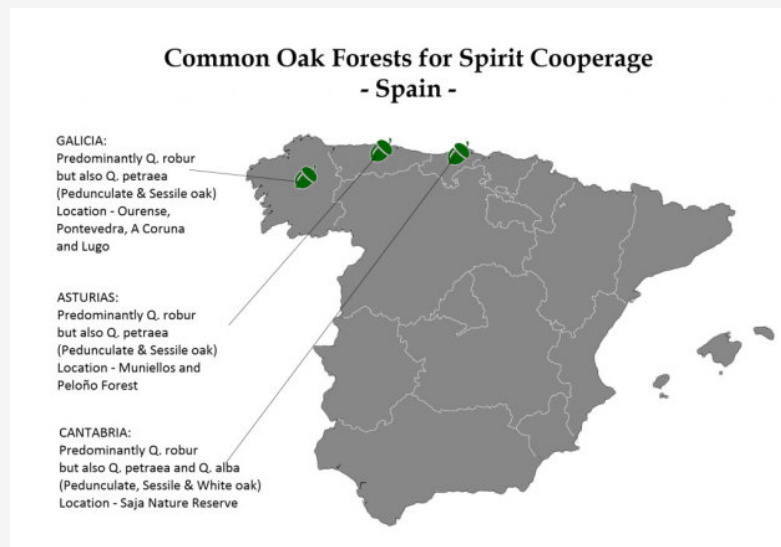 Common Oak Forests for Spirit Cooperage
- Spain -
GALICIA:
Predominantly Q. robur
but also Q. petraea
(Pedunculate & Sessile oak)
Location - Ourense,
Pontevedra, A Coruna
and Lugo
ASTURIAS:
Predominantly Q. robur
but also Q. petraea
(Pedunculate & Sessile oak)
Location - Muniellos and
Peloño Forest
CANTABRIA:
Predominantly Q. robur
but also Q. petraea and Q. alba
(Pedunculate, Sessile & White oak)
Location - Saja Nature Reserve